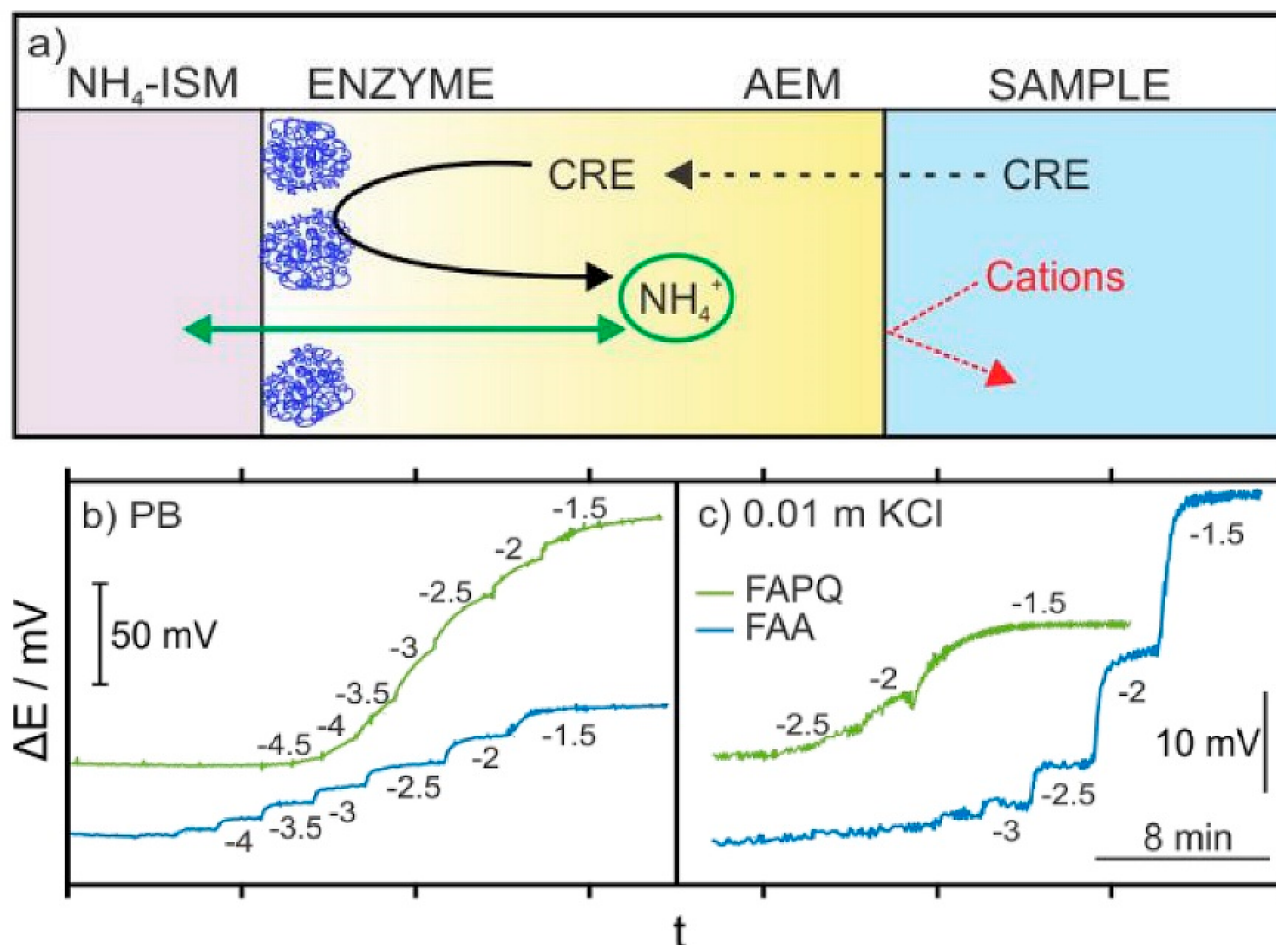 a)
NH₄-ISM ENZYME AEM SAMPLE
CRE CRE
NH₄⁺
Cations
b) PB
-1.5
-2
-2.5
-3
-3.5
-4
-4.5
50 mV
-1.5
-2
-2.5
-3
-3.5
-4
c) 0.01 m KCl
FAPQ
FAA
-1.5
-2
-2.5
-1.5
-2
-2.5
-3
10 mV
8 min
ΔE / mV
t